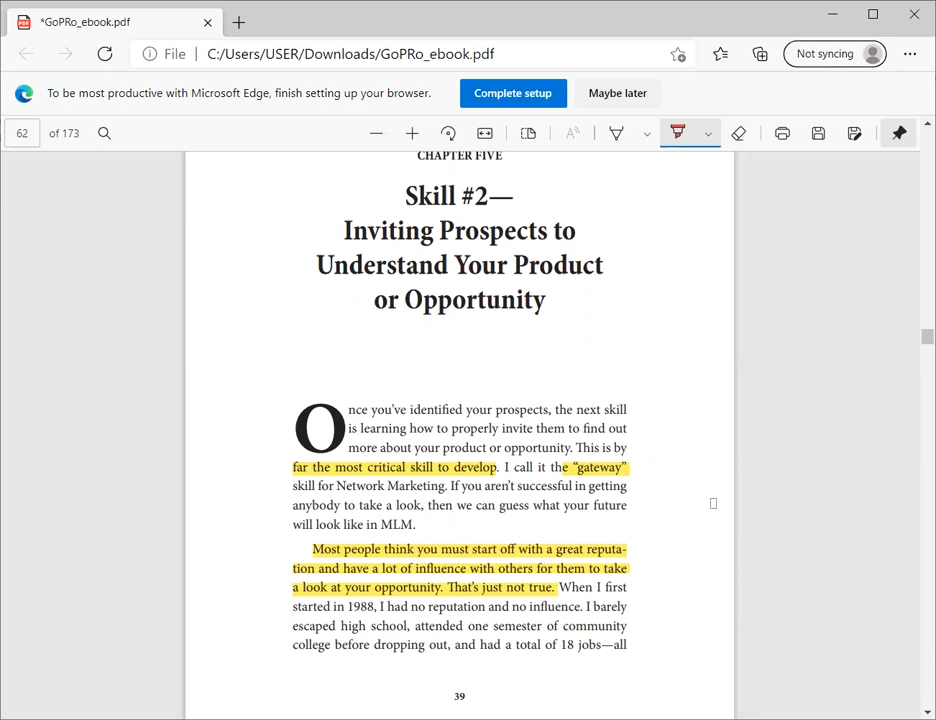 *GoPRo_ebook.pdf
File
C:/Users/USER/Downloads/GoPRo_ebook.pdf
Not syncing
To be most productive with Microsoft Edge, finish setting up your browser.
Complete setup
Maybe later
62 of 173
CHAPTER FIVE
Skill #2—
Inviting Prospects to
Understand Your Product
or Opportunity
Once you’ve identified your prospects, the next skill
is learning how to properly invite them to find out
more about your product or opportunity. This is by
far the most critical skill to develop. I call it the “gateway”
skill for Network Marketing. If you aren’t successful in getting
anybody to take a look, then we can guess what your future
will look like in MLM.
Most people think you must start off with a great reputa-
tion and have a lot of influence with others for them to take
a look at your opportunity. That’s just not true. When I first
started in 1988, I had no reputation and no influence. I barely
escaped high school, attended one semester of community
college before dropping out, and had a total of 18 jobs—all
39